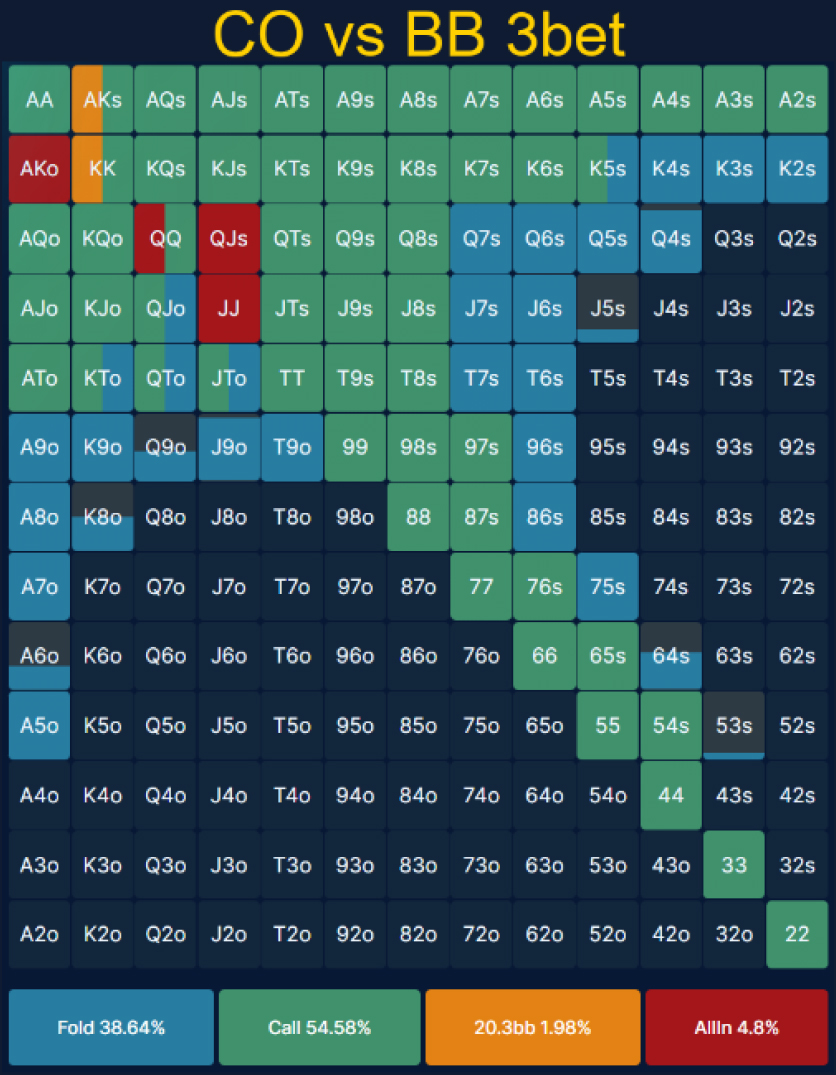 CO vs BB 3bet
AA AKs AQs AJs ATs A9s A8s A7s A6s A5s A4s A3s A2s
AKo KK KQs KJs KTs K9s K8s K7s K6s K5s K4s K3s K2s
AQo KQo QQ QJs QTs Q9s Q8s Q7s Q6s Q5s Q4s Q3s Q2s
AJo KJo QJo JJ JTs J9s J8s J7s J6s J5s J4s J3s J2s
ATo KTo QTo JTo TT T9s T8s T7s T6s T5s T4s T3s T2s
A9o K9o Q9o J9o T9o 99 98s 97s 96s 95s 94s 93s 92s
A8o K8o Q8o J8o T8o 98o 88 87s 86s 85s 84s 83s 82s
A7o K7o Q7o J7o T7o 97o 87o 77 76s 75s 74s 73s 72s
A6o K6o Q6o J6o T6o 96o 86o 76o 66 65s 64s 63s 62s
A5o K5o Q5o J5o T5o 95o 85o 75o 65o 55 54s 53s 52s
A4o K4o Q4o J4o T4o 94o 84o 74o 64o 54o 44 43s 42s
A3o K3o Q3o J3o T3o 93o 83o 73o 63o 53o 43o 33 32s
A2o K2o Q2o J2o T2o 92o 82o 72o 62o 52o 42o 32o 22
Fold 38.64% Call 54.58% 20.3bb 1.98% AllIn 4.8%